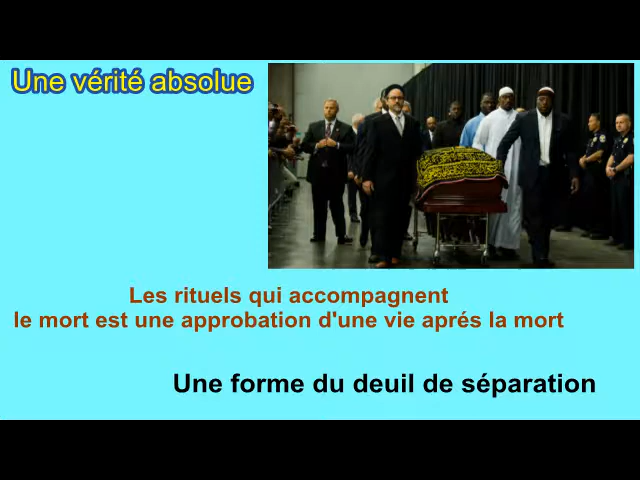 Une vérité absolue
Les rituels qui accompagnent
le mort est une approbation d'une vie aprés la mort
Une forme du deuil de séparation